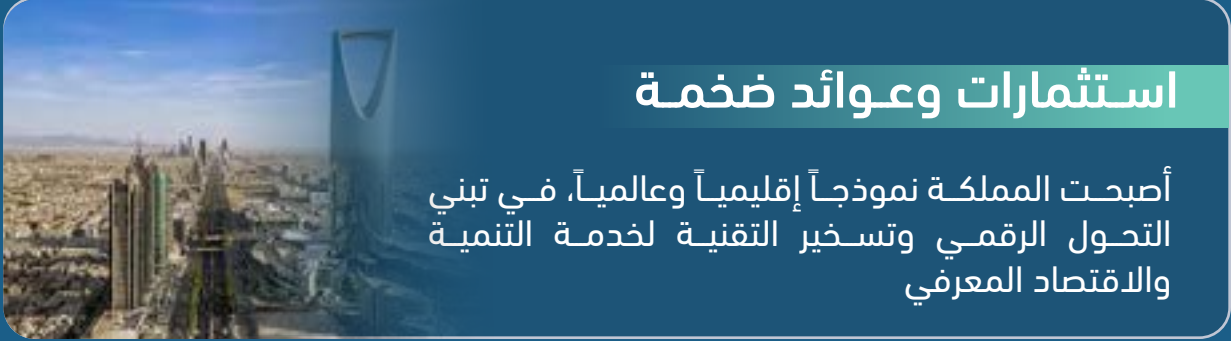 استثمارات وعوائد ضخمة
أصبحت المملكة نموذجاً إقليمياً وعالمياً، في تبني
التحول الرقمي وتسخير التقنية لخدمة التنمية
والاقتصاد المعرفي